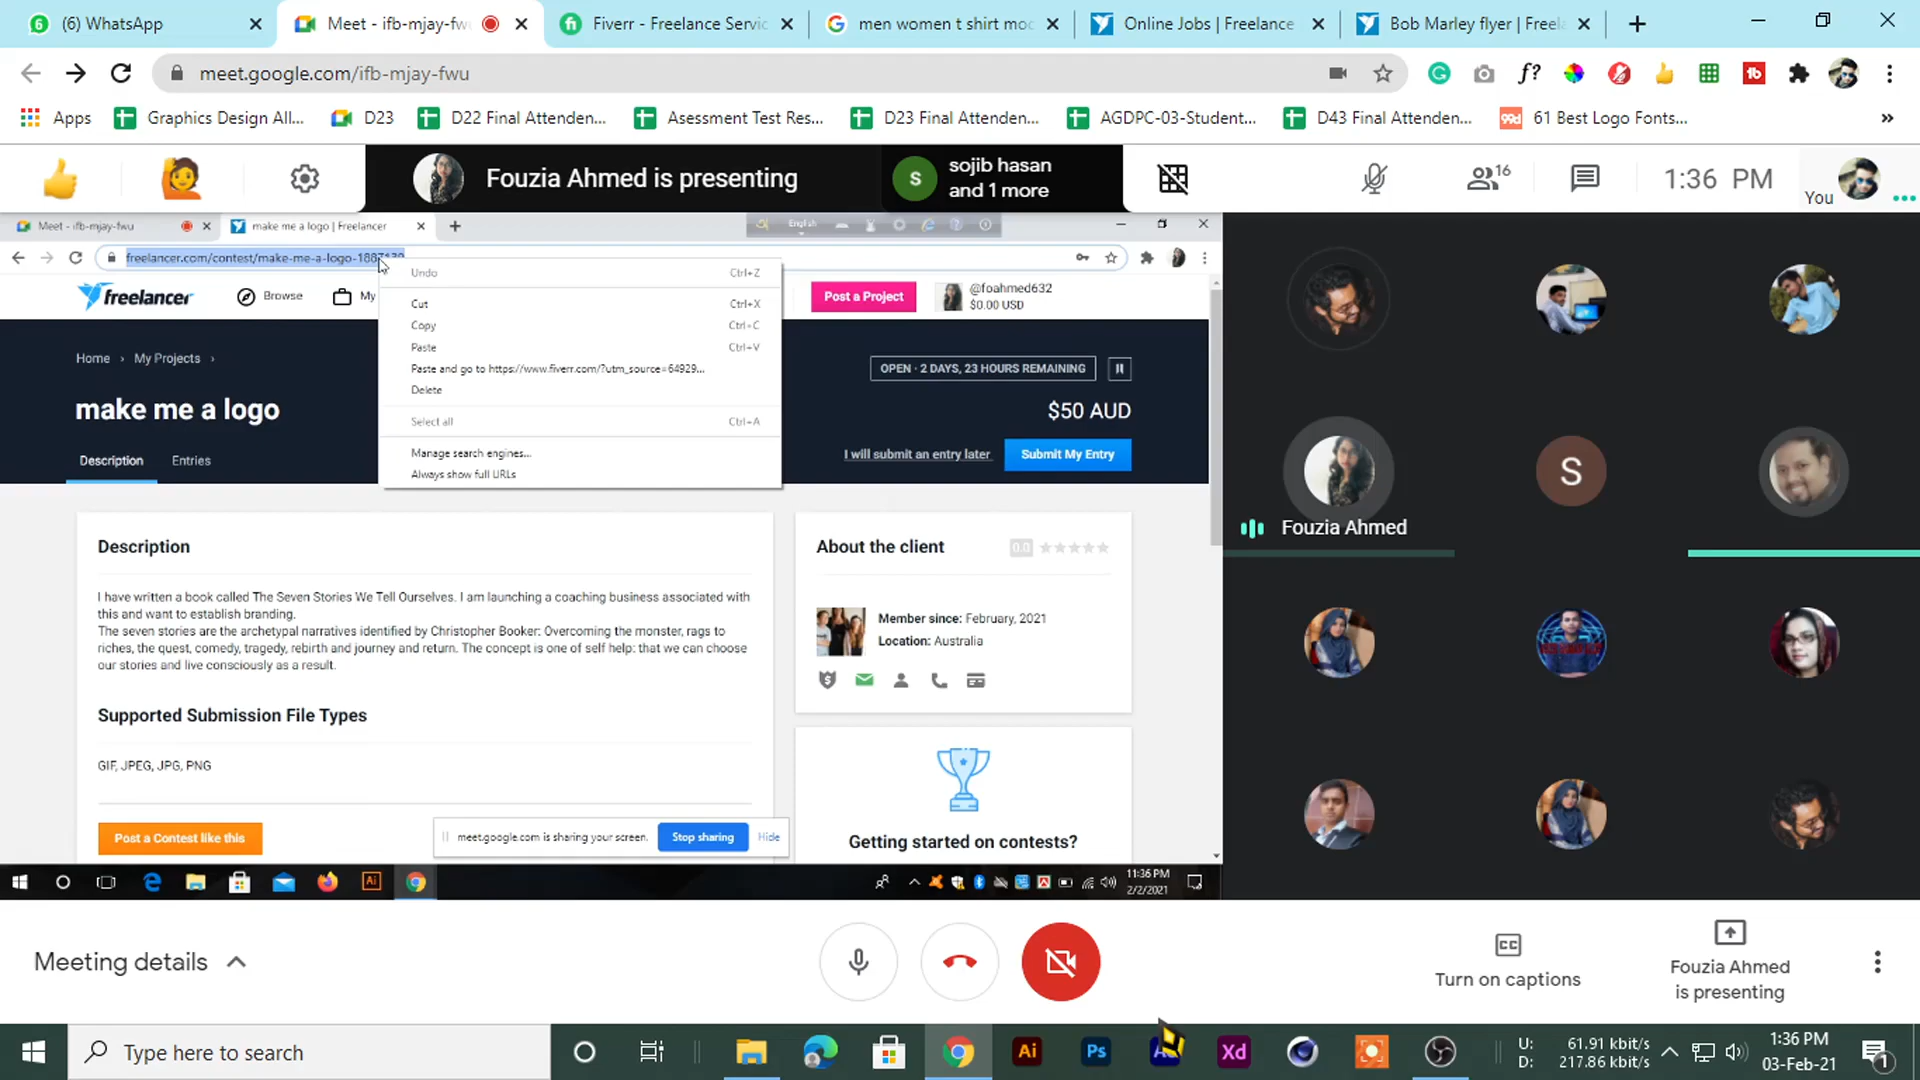 (6) WhatsApp
Meet - ifb-mjay-fw
Fiverr - Freelance Servic
men women t shirt moc
Online Jobs | Freelance
Bob Marley flyer | Freel
meet.google.com/ifb-mjay-fwu
f?
Apps
Graphics Design All...
D23
D22 Final Attenden...
Asessment Test Res...
D23 Final Attenden...
AGDPC-03-Student...
D43 Final Attenden...
99d
61 Best Logo Fonts...
»
Fouzia Ahmed is presenting
S
sojib hasan
and 1 more
16
1:36 PM
You
Meet - ifb-mjay-fwu
make me a logo | Freelancer
English
freelancer.com/contest/make-me-a-logo-
freelancer
Browse
My
Post a Project
@foahmed632
$0.00 USD
Undo Ctrl+Z
Cut Ctrl+X
Copy Ctrl+C
Paste Ctrl+V
Paste and go to https://www.fiverr.com/?utm_source=64929...
Delete
Select all Ctrl+A
Manage search engines...
Always show full URLs
Home › My Projects ›
make me a logo
OPEN · 2 DAYS, 23 HOURS REMAINING
$50 AUD
Description
Entries
I will submit an entry later
Submit My Entry
Description
I have written a book called The Seven Stories We Tell Ourselves. I am launching a coaching business associated with
this and want to establish branding.
The seven stories are the archetypal narratives identified by Christopher Booker: Overcoming the monster, rags to
riches, the quest, comedy, tragedy, rebirth and journey and return. The concept is one of self help: that we can choose
our stories and live consciously as a result.
Supported Submission File Types
GIF, JPEG, JPG, PNG
Post a Contest like this
About the client
0.0
Member since: February, 2021
Location: Australia
Getting started on contests?
meet.google.com is sharing your screen.
Stop sharing
Hide
Ai
11:36 PM
2/2/2021
S
Fouzia Ahmed
Meeting details
CC
Turn on captions
Fouzia Ahmed
is presenting
Type here to search
Ai
Ps
Xd
U: 61.91 kbit/s
D: 217.86 kbit/s
1:36 PM
03-Feb-21
1